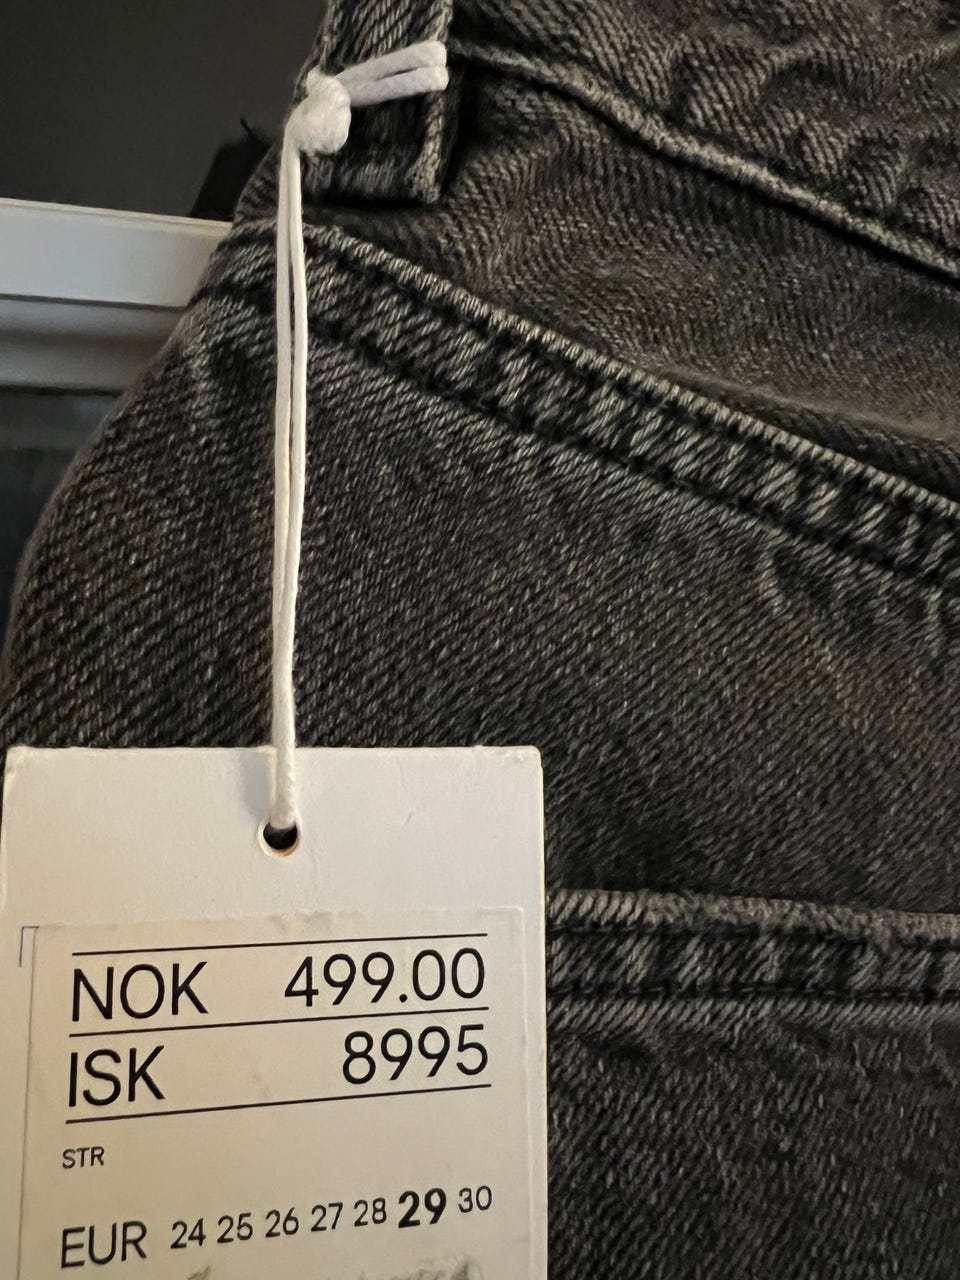 NOK 499.00
ISK 8995
STR
EUR 24 25 26 27 28 29 30